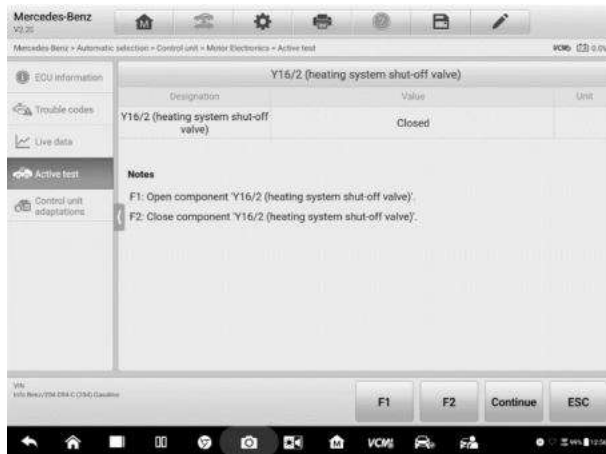 Mercedes-Benz
V2.25
Mercedes-Benz > Automatic selection > Control unit > Motor Electronics > Active test
VCMI
0.0V
ECU information
Trouble codes
Live data
Active test
Control unit
adaptations
Y16/2 (heating system shut-off valve)
Designation Value Unit
Y16/2 (heating system shut-off
valve)
Closed
Notes
F1: Open component 'Y16/2 (heating system shut-off valve)'.
F2: Close component 'Y16/2 (heating system shut-off valve)'.
VIN
F1 F2 Continue ESC
VCMI